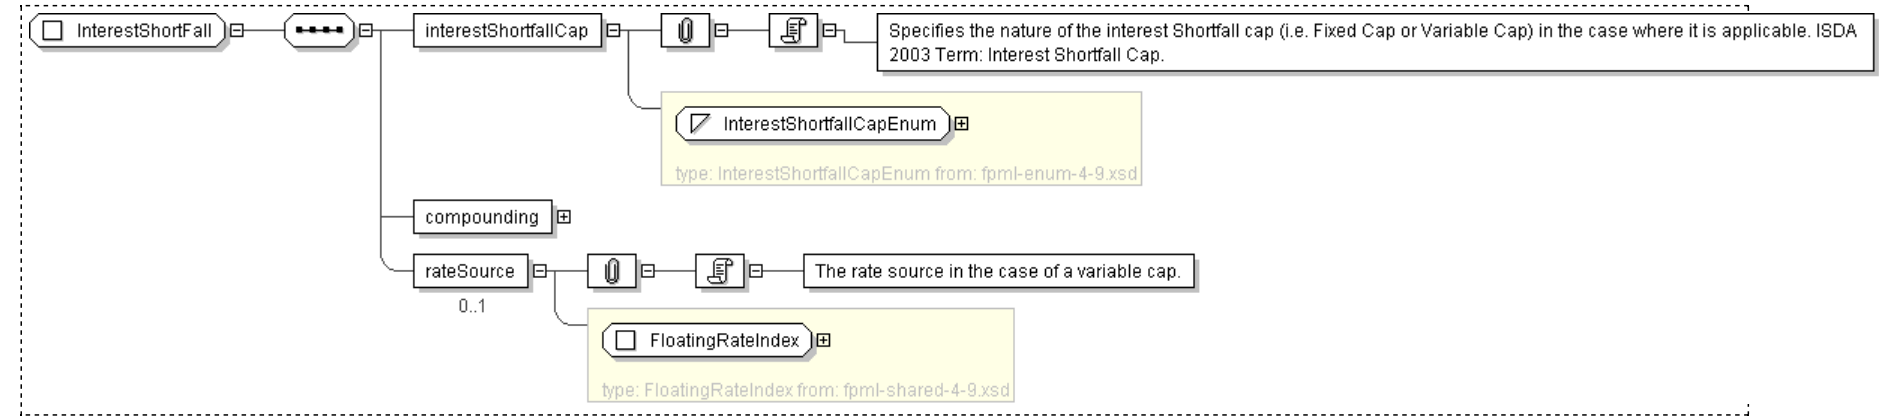 InterestShortFall
interestShortfallCap
Specifies the nature of the interest Shortfall cap (i.e. Fixed Cap or Variable Cap) in the case where it is applicable. ISDA
2003 Term: Interest Shortfall Cap.
InterestShortfallCapEnum
type: InterestShortfallCapEnum from: fpml-enum-4-9.xsd
compounding
rateSource
The rate source in the case of a variable cap.
0..1
FloatingRateIndex
type: FloatingRateIndex from: fpml-shared-4-9.xsd